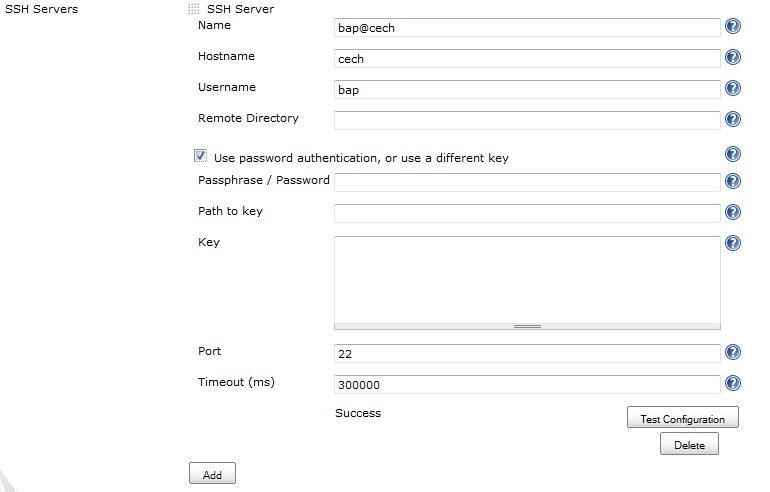 SSH Servers
SSH Server
Name bap@cech
Hostname cech
Username bap
Remote Directory
Use password authentication, or use a different key
Passphrase / Password
Path to key
Key
Port 22
Timeout (ms) 300000
Success Test Configuration
Delete
Add